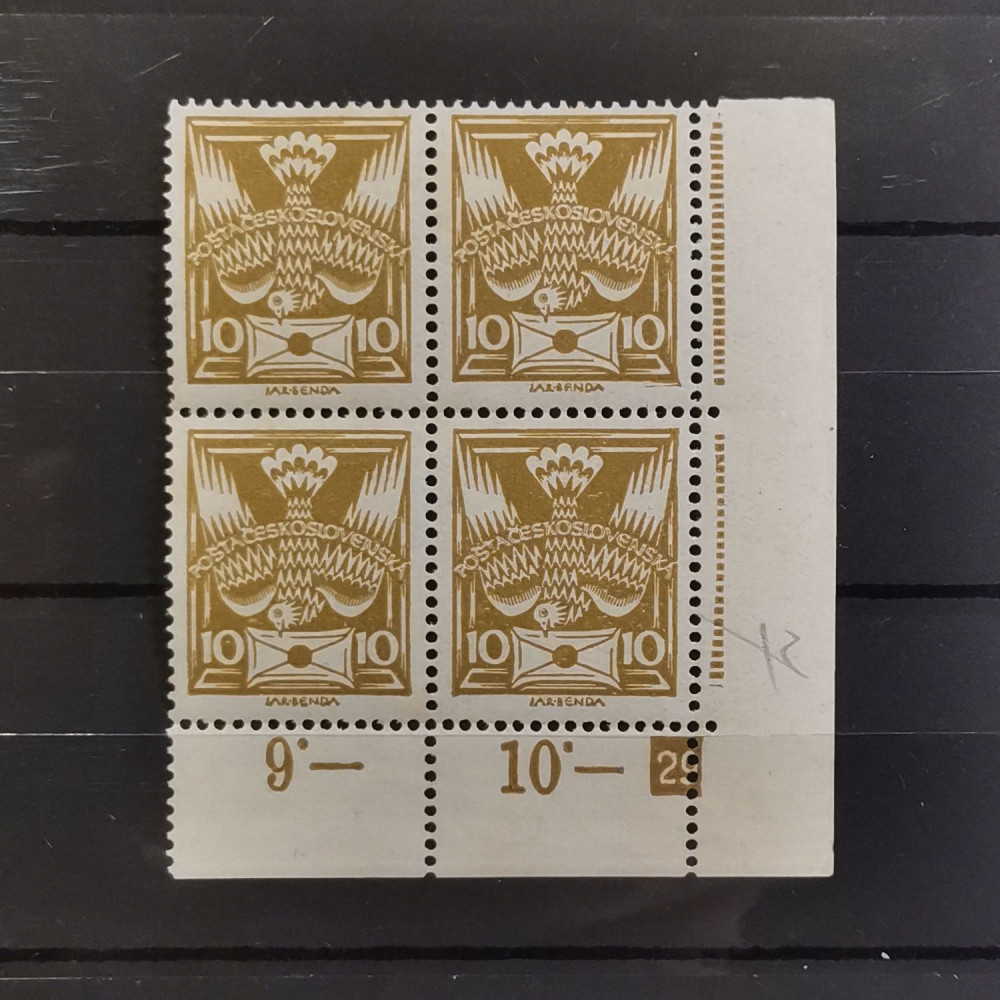 POŠTA ČESKOSLOVENSKÁ
10 10
JAR·BENDA
POŠTA ČESKOSLOVENSKÁ
10 10
JAR·BENDA
POŠTA ČESKOSLOVENSKÁ
10 10
JAR·BENDA
POŠTA ČESKOSLOVENSKÁ
10 10
JAR·BENDA
9·— 10·— 29